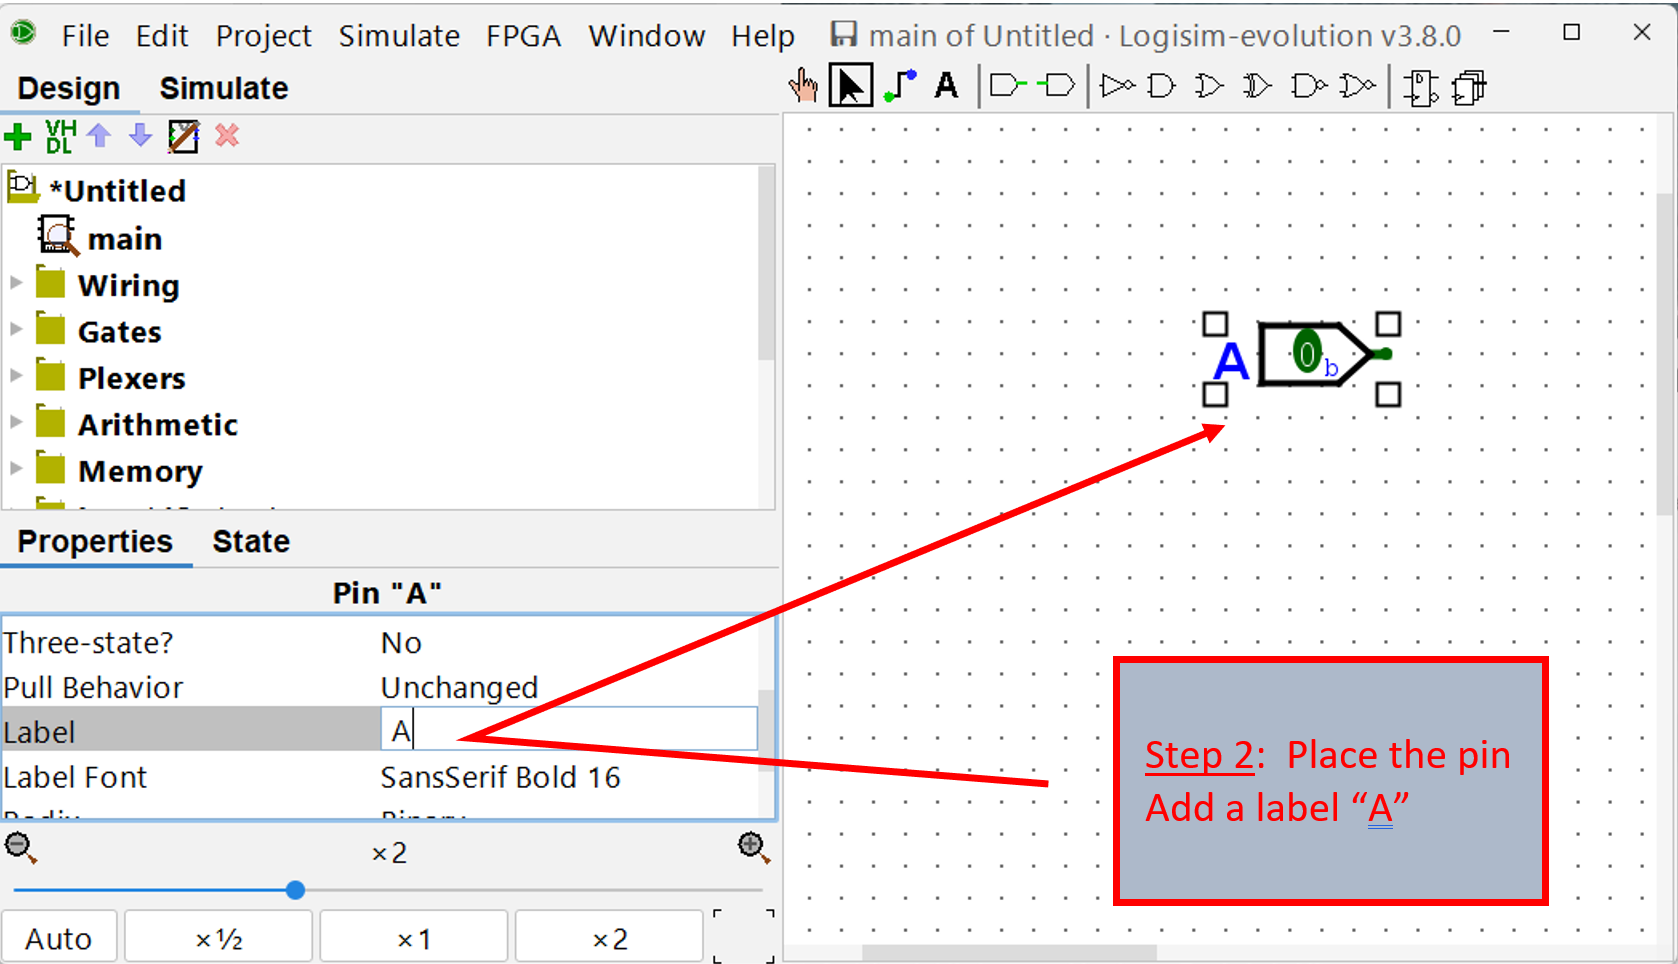 File Edit Project Simulate FPGA Window Help main of Untitled · Logisim-evolution v3.8.0
Design Simulate
A
VH
DL
*Untitled
main
Wiring
Gates
Plexers
Arithmetic
Memory
A 0 b
Properties State
Pin "A"
Three-state? No
Pull Behavior Unchanged
Label A
Label Font SansSerif Bold 16
×2
Auto ×½ ×1 ×2
Step 2: Place the pin
Add a label “A”